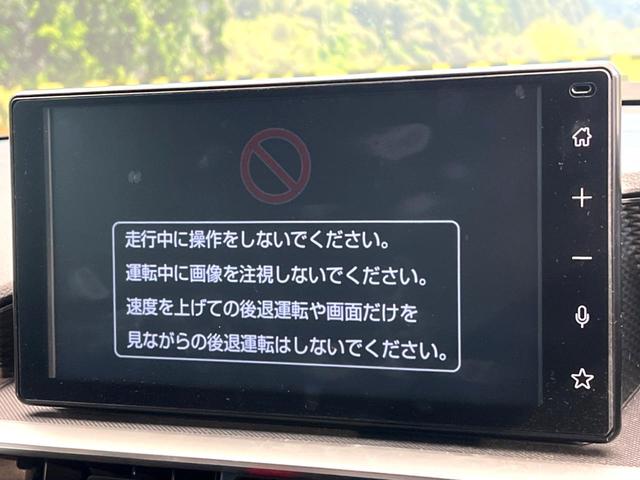 走行中に操作をしないでください。
運転中に画像を注視しないでください。
速度を上げての後退運転や画面だけを
見ながらの後退運転はしないでください。